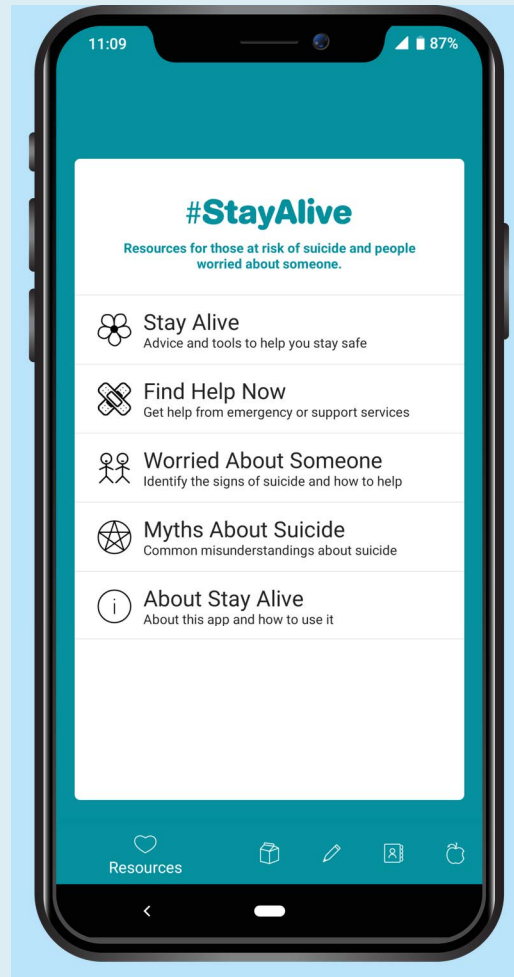 11:09
87%
#StayAlive
Resources for those at risk of suicide and people
worried about someone.
Stay Alive
Advice and tools to help you stay safe
Find Help Now
Get help from emergency or support services
Worried About Someone
Identify the signs of suicide and how to help
Myths About Suicide
Common misunderstandings about suicide
i
About Stay Alive
About this app and how to use it
Resources